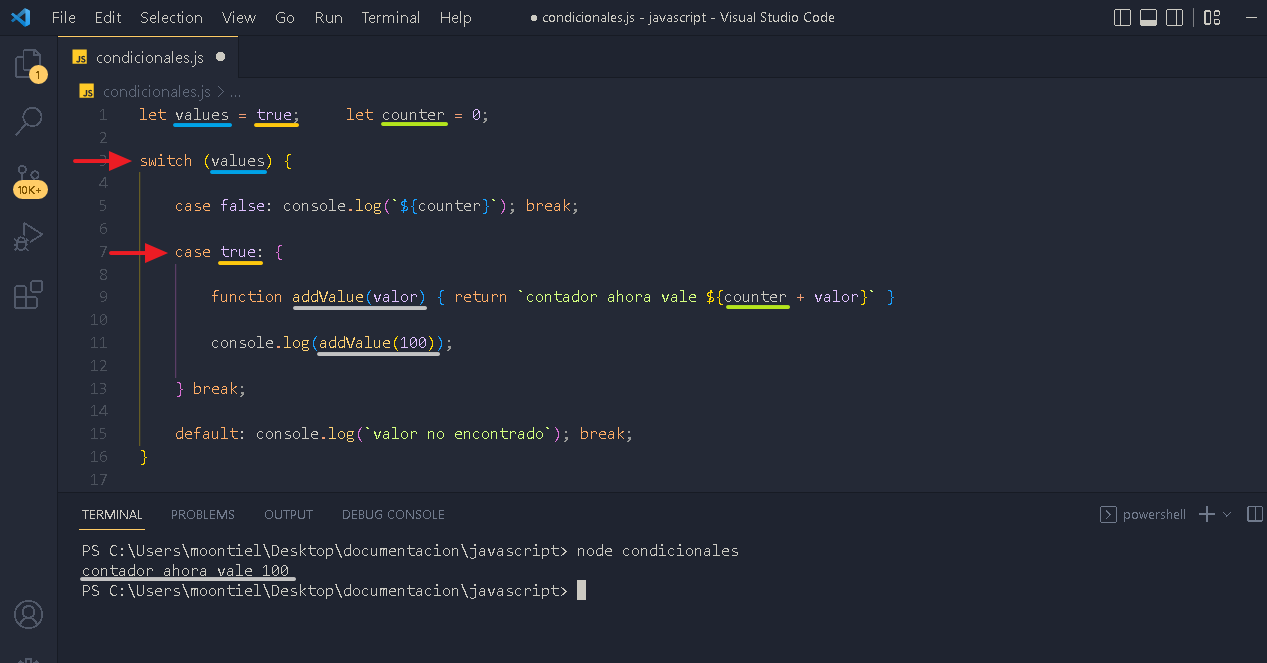 File Edit Selection View Go Run Terminal Help ● condicionales.js - javascript - Visual Studio Code
JS condicionales.js ●
1
JS condicionales.js > ...
1 let values = true; let counter = 0;
2
3 switch (values) {
4
10K+
5 case false: console.log(`${counter}`); break;
6
7 case true: {
8
9 function addValue(valor) { return `contador ahora vale ${counter + valor}` }
10
11 console.log(addValue(100));
12
13 } break;
14
15 default: console.log(`valor no encontrado`); break;
16 }
17
TERMINAL PROBLEMS OUTPUT DEBUG CONSOLE powershell
PS C:\Users\moontiel\Desktop\documentacion\javascript> node condicionales
contador ahora vale 100
PS C:\Users\moontiel\Desktop\documentacion\javascript>